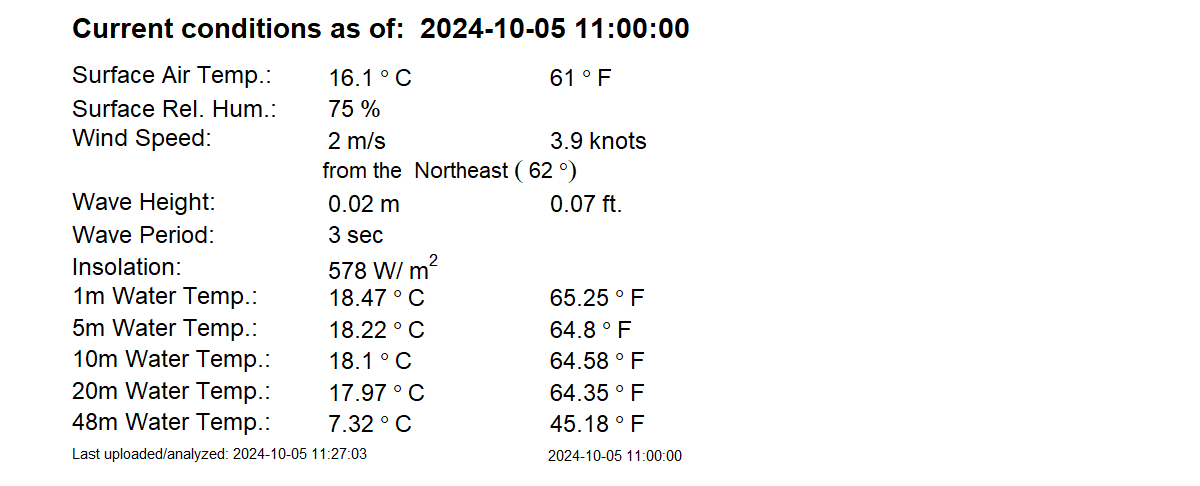 Current conditions as of: 2024-10-05 11:00:00
Surface Air Temp.: 16.1 ° C 61 ° F
Surface Rel. Hum.: 75 %
Wind Speed: 2 m/s 3.9 knots
from the Northeast ( 62 °)
Wave Height: 0.02 m 0.07 ft.
Wave Period: 3 sec
Insolation: 578 W/ m²
1m Water Temp.: 18.47 ° C 65.25 ° F
5m Water Temp.: 18.22 ° C 64.8 ° F
10m Water Temp.: 18.1 ° C 64.58 ° F
20m Water Temp.: 17.97 ° C 64.35 ° F
48m Water Temp.: 7.32 ° C 45.18 ° F
Last uploaded/analyzed: 2024-10-05 11:27:03 2024-10-05 11:00:00